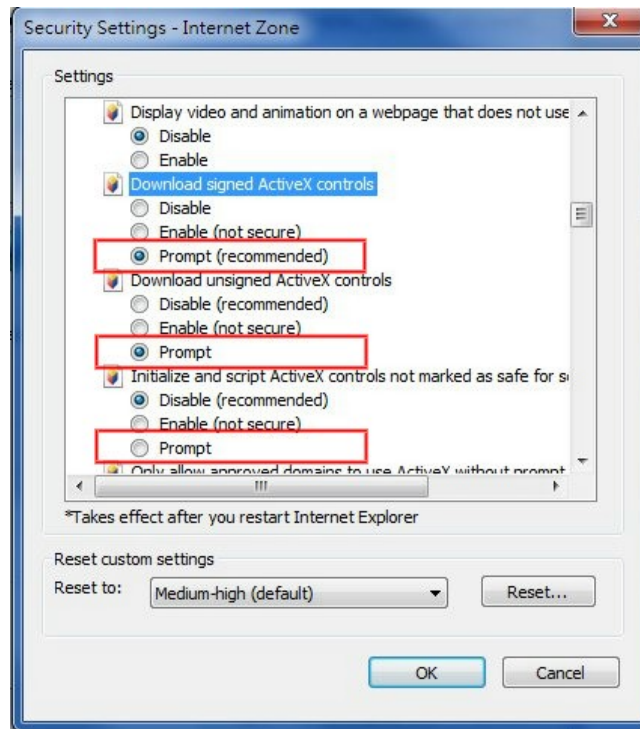 Security Settings - Internet Zone
Settings
Display video and animation on a webpage that does not use
Disable
Enable
Download signed ActiveX controls
Disable
Enable (not secure)
Prompt (recommended)
Download unsigned ActiveX controls
Disable (recommended)
Enable (not secure)
Prompt
Initialize and script ActiveX controls not marked as safe for
Disable (recommended)
Enable (not secure)
Prompt
Only allow approved domains to use ActiveX without prompt
*Takes effect after you restart Internet Explorer
Reset custom settings
Reset to: Medium-high (default) Reset...
OK Cancel